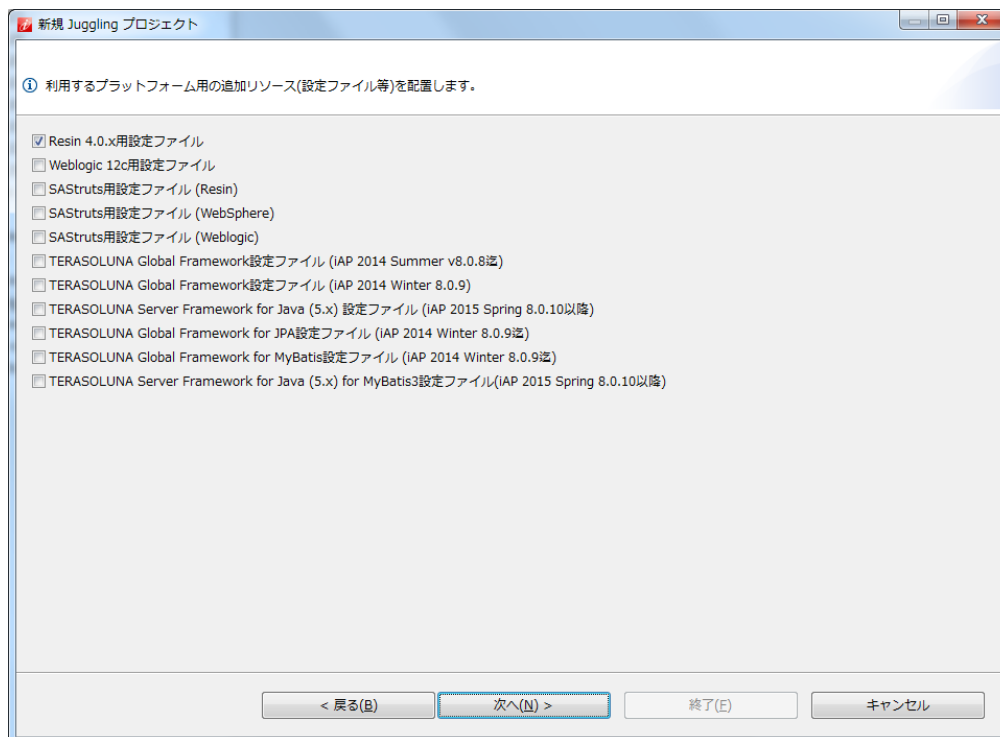 新規 Juggling プロジェクト
利用するプラットフォーム用の追加リソース(設定ファイル等)を配置します。
Resin 4.0.x用設定ファイル
Weblogic 12c用設定ファイル
SAStruts用設定ファイル (Resin)
SAStruts用設定ファイル (WebSphere)
SAStruts用設定ファイル (Weblogic)
TERASOLUNA Global Framework設定ファイル (iAP 2014 Summer v8.0.8迄)
TERASOLUNA Global Framework設定ファイル (iAP 2014 Winter 8.0.9)
TERASOLUNA Server Framework for Java (5.x) 設定ファイル (iAP 2015 Spring 8.0.10以降)
TERASOLUNA Global Framework for JPA設定ファイル (iAP 2014 Winter 8.0.9迄)
TERASOLUNA Global Framework for MyBatis設定ファイル (iAP 2014 Winter 8.0.9迄)
TERASOLUNA Server Framework for Java (5.x) for MyBatis3設定ファイル(iAP 2015 Spring 8.0.10以降)
< 戻る(B) 次へ(N) > 終了(F) キャンセル